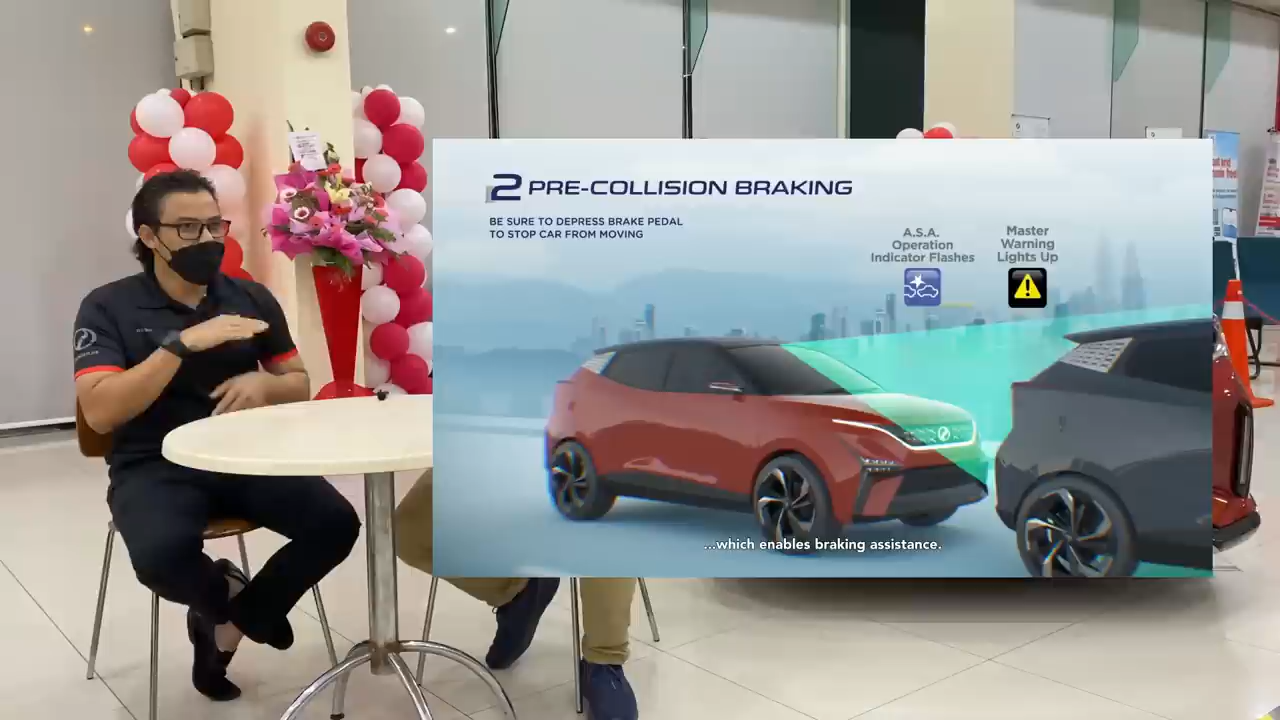 2 PRE-COLLISION BRAKING
BE SURE TO DEPRESS BRAKE PEDAL
TO STOP CAR FROM MOVING
A.S.A.
Operation
Indicator Flashes
Master
Warning
Lights Up
...which enables braking assistance.